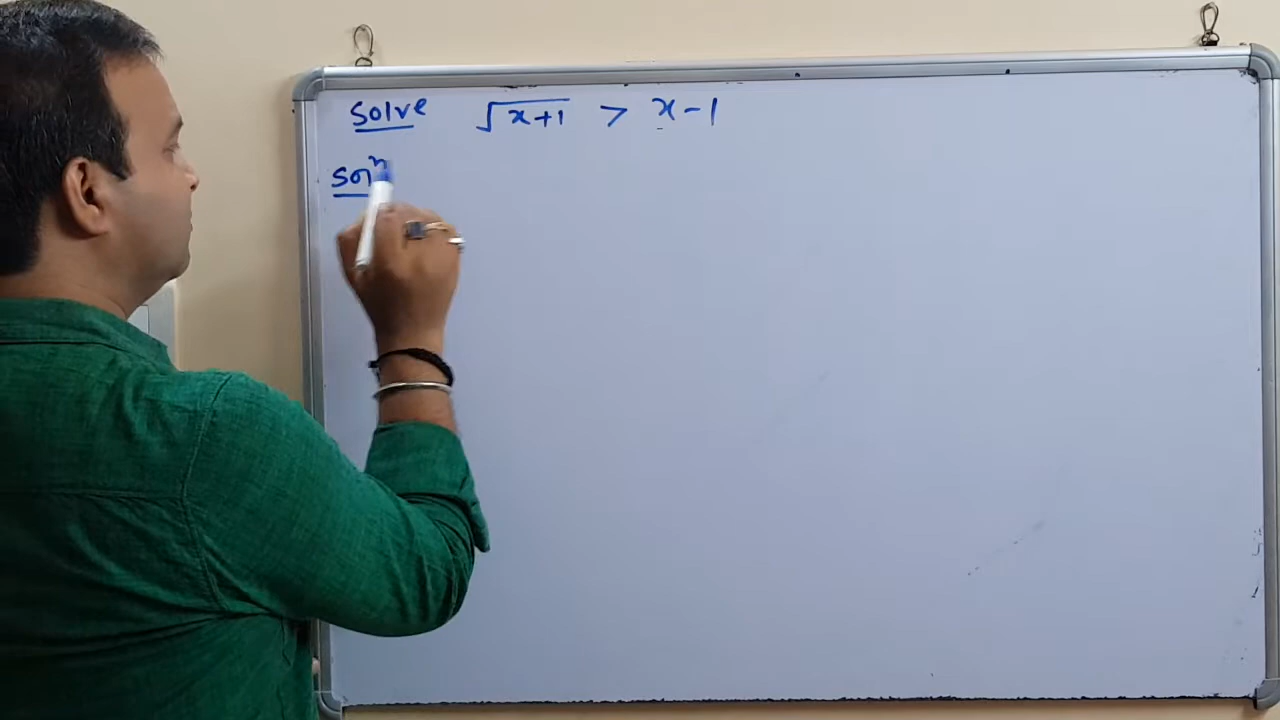 Solve √(x+1) > x-1
Solⁿ